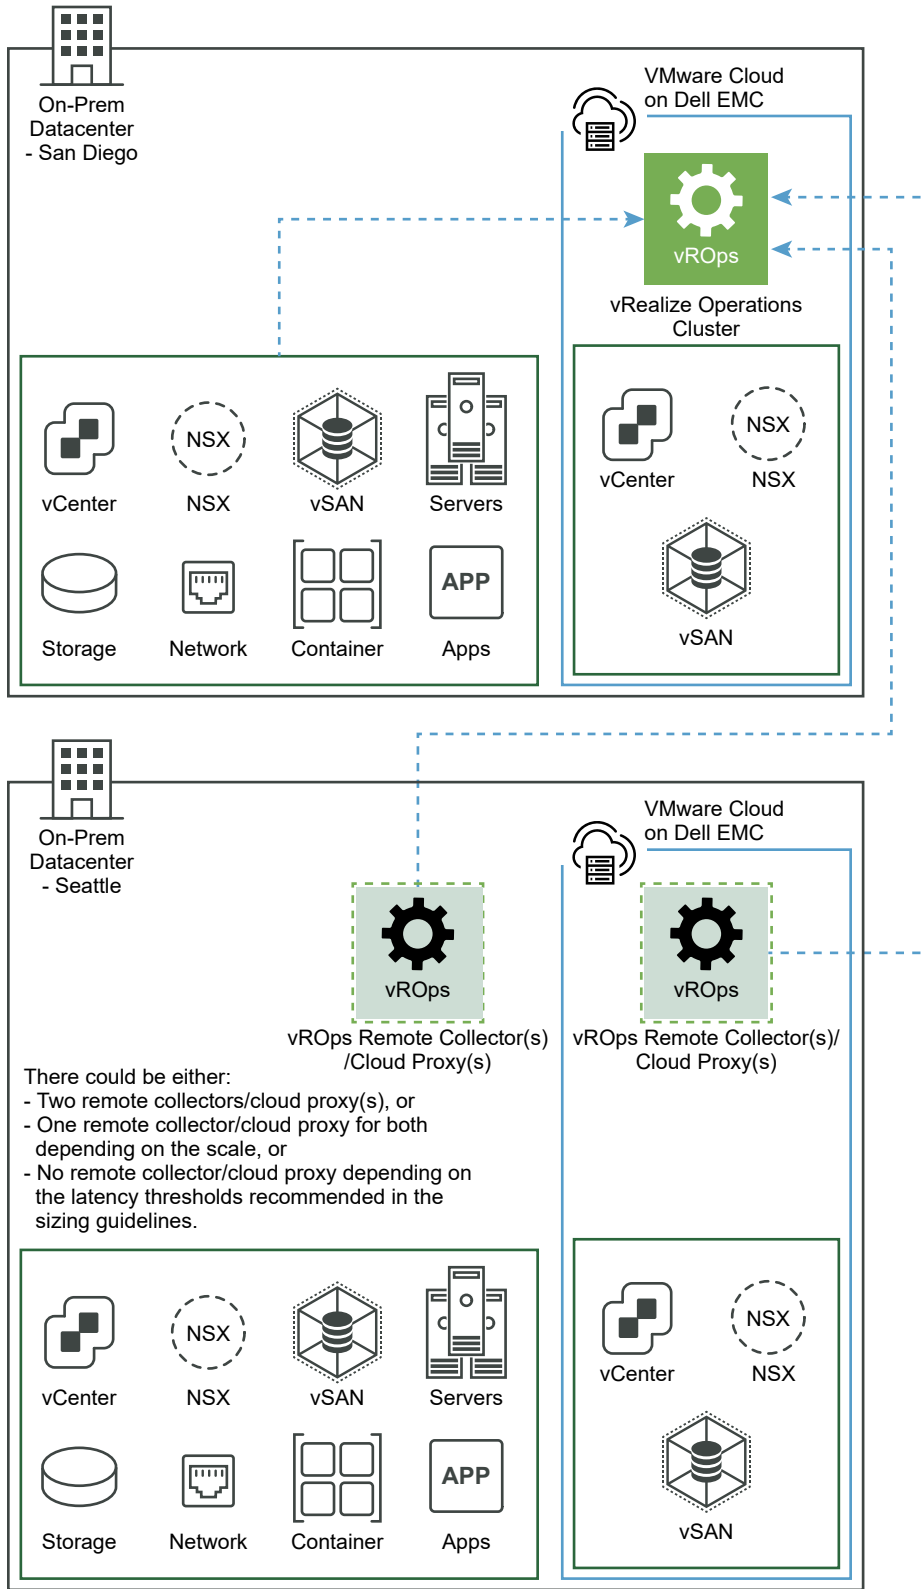 On-Prem
Datacenter
- San Diego
VMware Cloud
on Dell EMC
vROps
vRealize Operations
Cluster
NSX
vCenter
NSX
vSAN
Servers
APP
Storage
Network
Container
Apps
NSX
vCenter
NSX
vSAN
On-Prem
Datacenter
- Seattle
VMware Cloud
on Dell EMC
vROps
vROps Remote Collector(s)
/Cloud Proxy(s)
vROps
vROps Remote Collector(s)/
Cloud Proxy(s)
There could be either:
- Two remote collectors/cloud proxy(s), or
- One remote collector/cloud proxy for both
depending on the scale, or
- No remote collector/cloud proxy depending on
the latency thresholds recommended in the
sizing guidelines.
NSX
vCenter
NSX
vSAN
Servers
APP
Storage
Network
Container
Apps
NSX
vCenter
NSX
vSAN